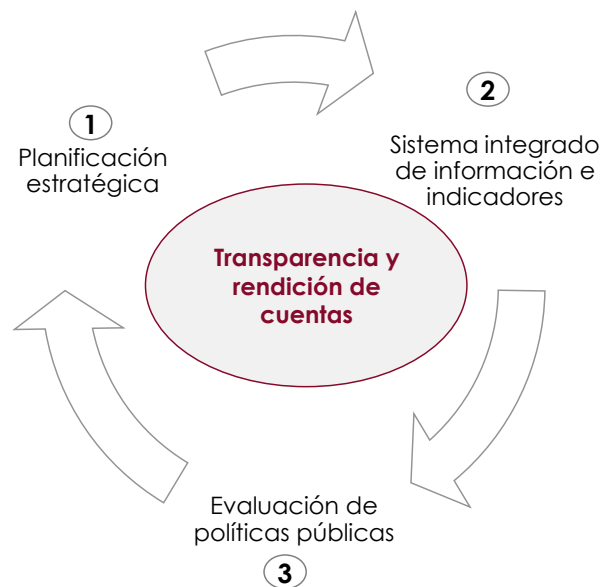 1
Planificación
estratégica
2
Sistema integrado
de información e
indicadores
Transparencia y
rendición de
cuentas
Evaluación de
políticas públicas
3